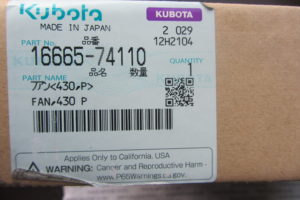 Kubota
KUBOTA
MADE IN JAPAN
2 029
品番
12H2104
PART No.
16665-74110
品名 数量
QUANTITY
1
PART NAME
ファン<430,P>
FAN,430 P
Applies Only to California, USA
WARNING: Cancer and Reproductive Harm -
www.P65Warnings.ca.gov.